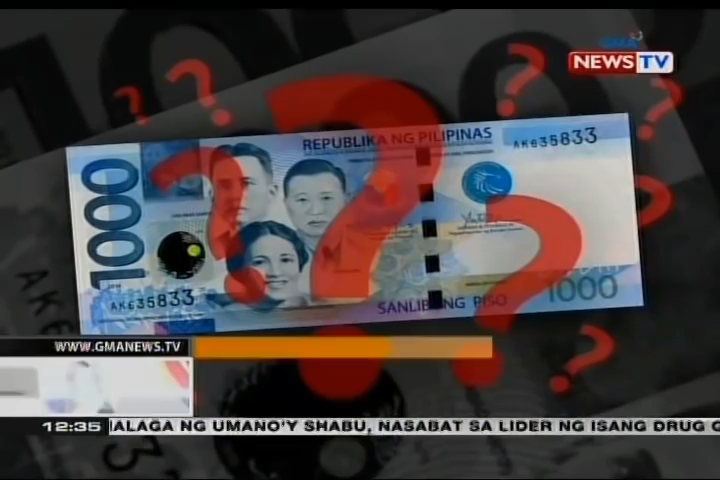 GMA
NEWS TV
REPUBLIKA NG PILIPINAS
AK635833
1000
AK635833
SANLIBONG PISO
1000
WWW.GMANEWS.TV
12:35 ALAGA NG UMANO'Y SHABU, NASABAT SA LIDER NG ISANG DRUG